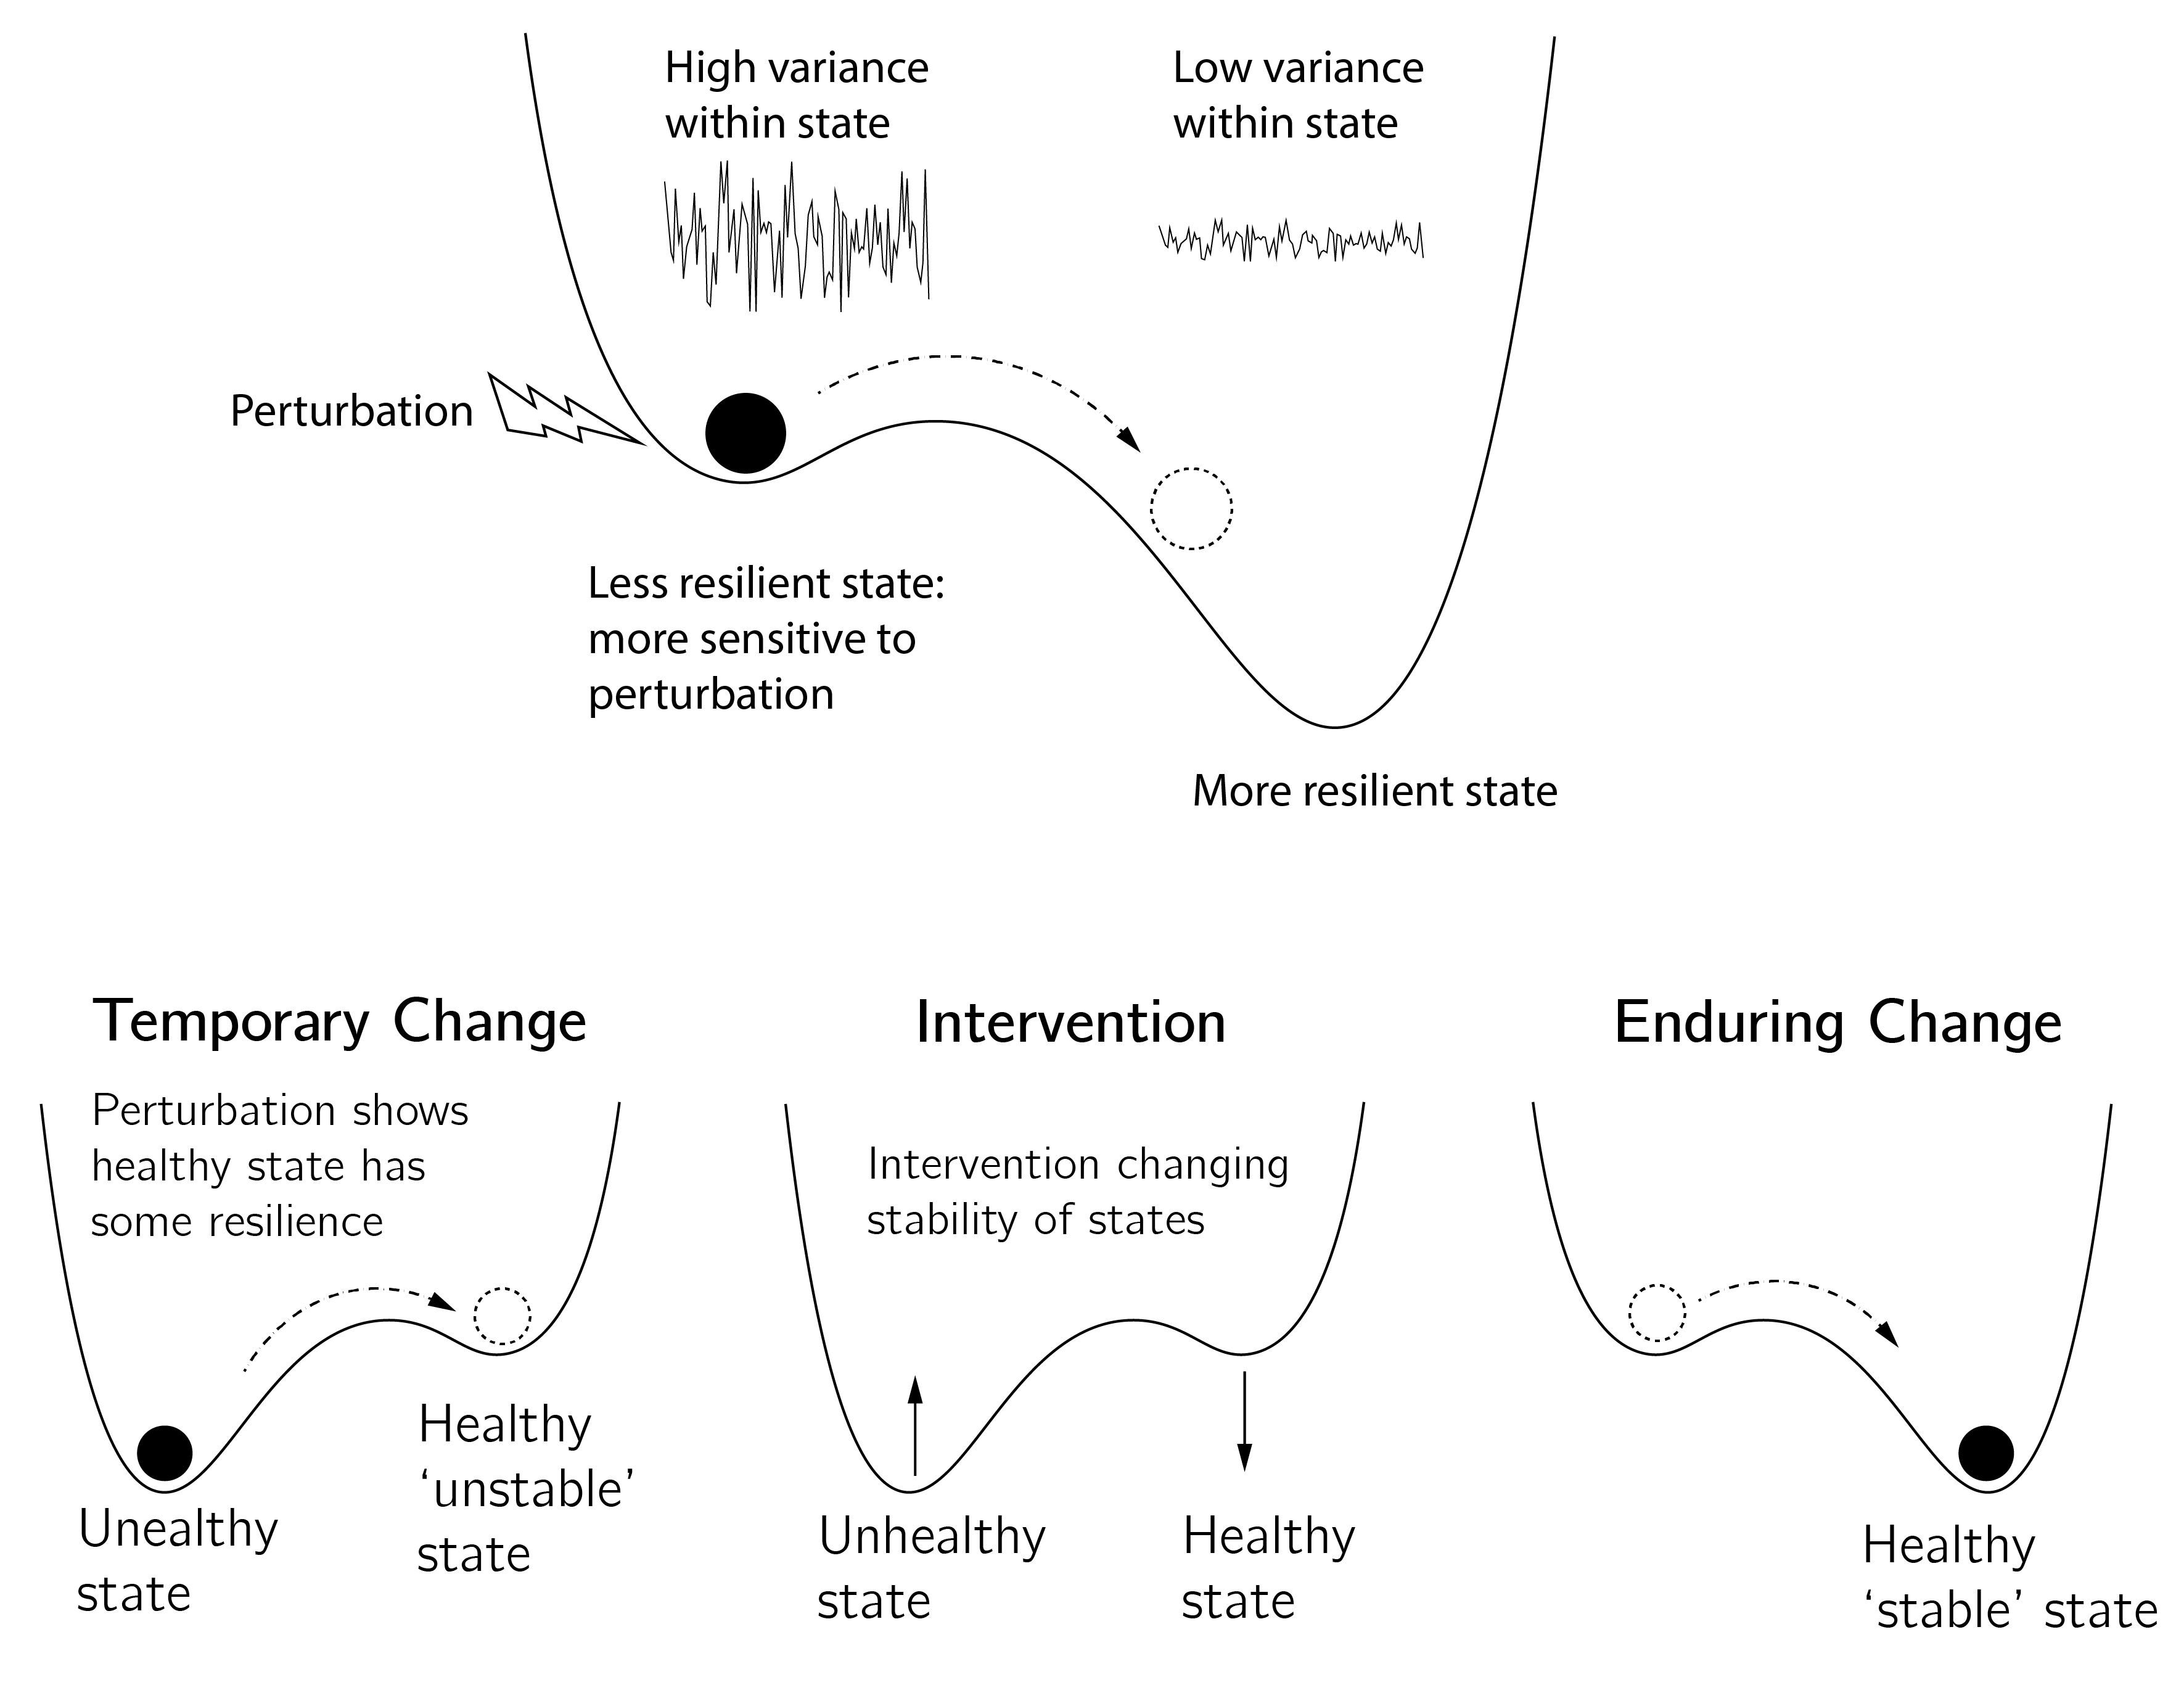 High variance
within state
Low variance
within state
Perturbation
Less resilient state:
more sensitive to
perturbation
More resilient state
Temporary Change
Perturbation shows
healthy state has
some resilience
Unealthy
state
Healthy
‘unstable’
state
Intervention
Intervention changing
stability of states
Unhealthy
state
Healthy
state
Enduring Change
Healthy
‘stable’ state